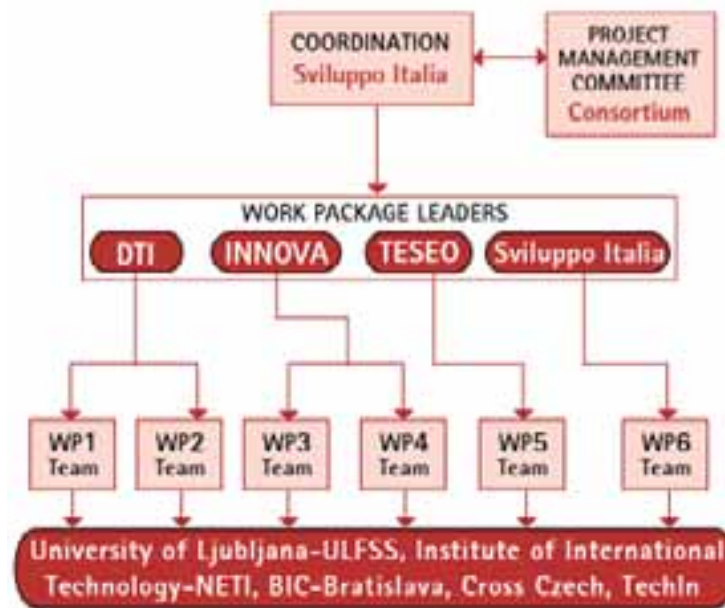 COORDINATION
Sviluppo Italia
PROJECT
MANAGEMENT
COMMITTEE
Consortium
WORK PACKAGE LEADERS
DTI
INNOVA
TESEO
Sviluppo Italia
WP1
Team
WP2
Team
WP3
Team
WP4
Team
WP5
Team
WP6
Team
University of Ljubljana-ULFSS, Institute of International
Technology-NETI, BIC-Bratislava, Cross Czech, TechIn